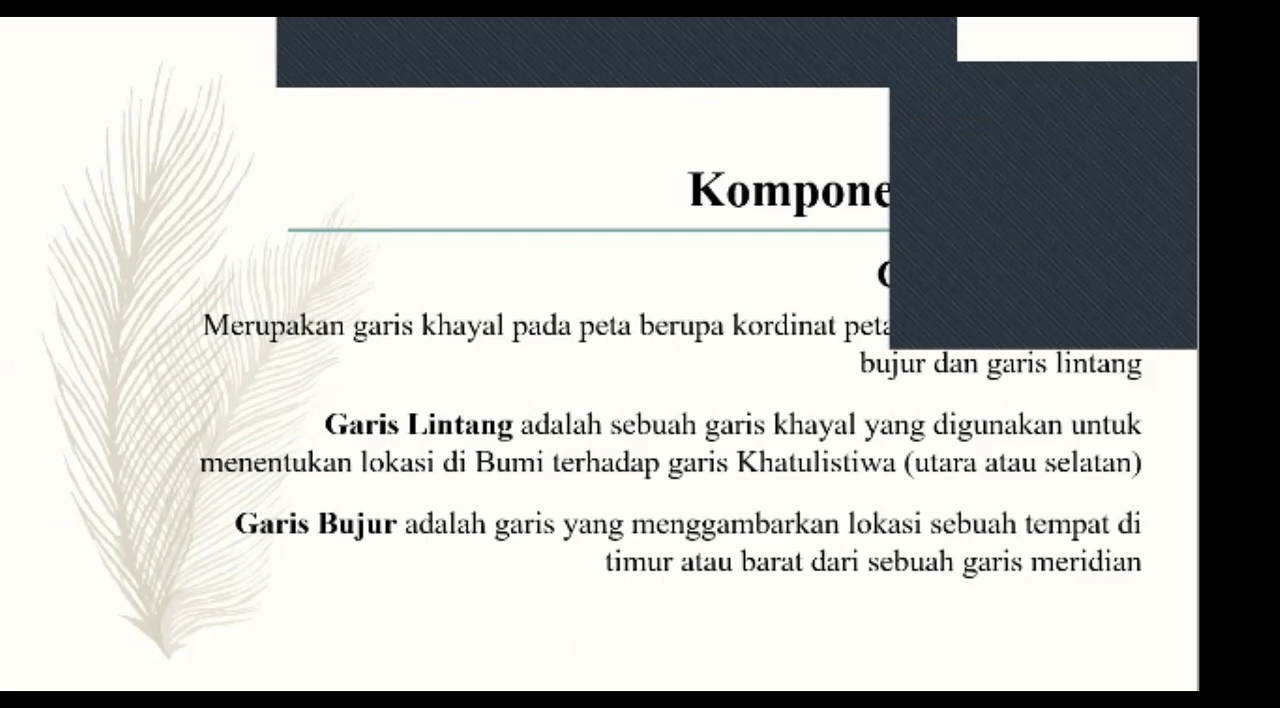 Kompone
Merupakan garis khayal pada peta berupa kordinat peta
bujur dan garis lintang
Garis Lintang adalah sebuah garis khayal yang digunakan untuk
menentukan lokasi di Bumi terhadap garis Khatulistiwa (utara atau selatan)
Garis Bujur adalah garis yang menggambarkan lokasi sebuah tempat di
timur atau barat dari sebuah garis meridian